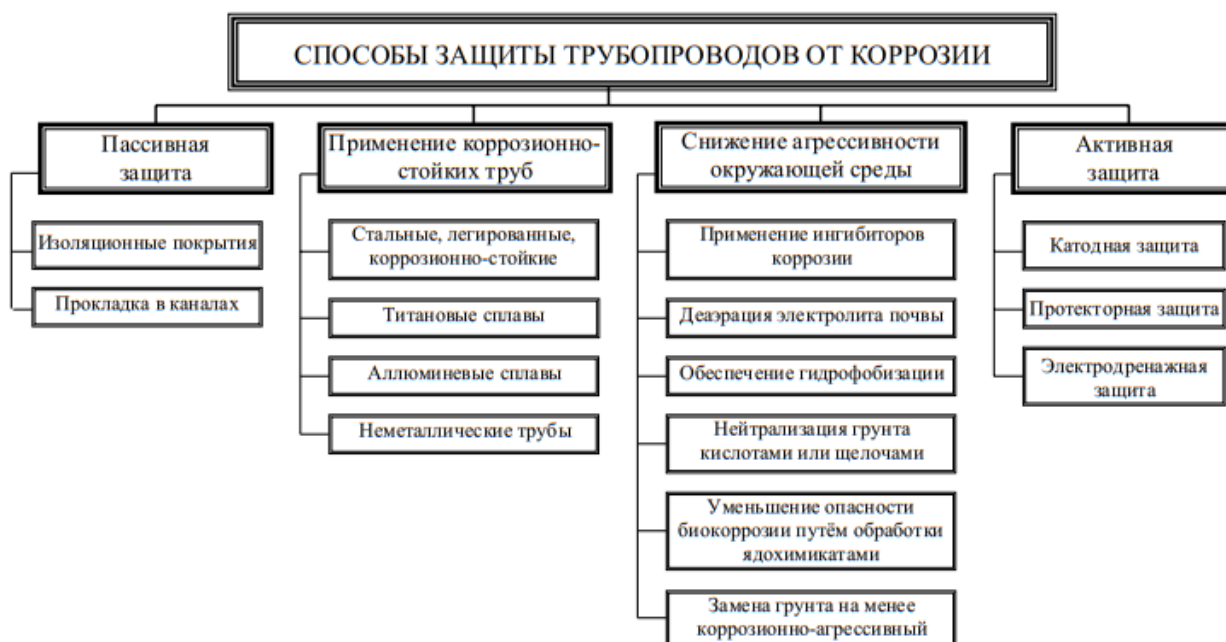 СПОСОБЫ ЗАЩИТЫ ТРУБОПРОВОДОВ ОТ КОРРОЗИИ
Пассивная
защита
Изоляционные покрытия
Прокладка в каналах
Применение коррозионно-
стойких труб
Стальные, легированные,
коррозионно-стойкие
Титановые сплавы
Аллюминевые сплавы
Неметаллические трубы
Снижение агрессивности
окружающей среды
Применение ингибиторов
коррозии
Деаэрация электролита почвы
Обеспечение гидрофобизации
Нейтрализация грунта
кислотами или щелочами
Уменьшение опасности
биокоррозии путём обработки
ядохимикатами
Замена грунта на менее
коррозионно-агрессивный
Активная
защита
Катодная защита
Протекторная защита
Электродренажная
защита